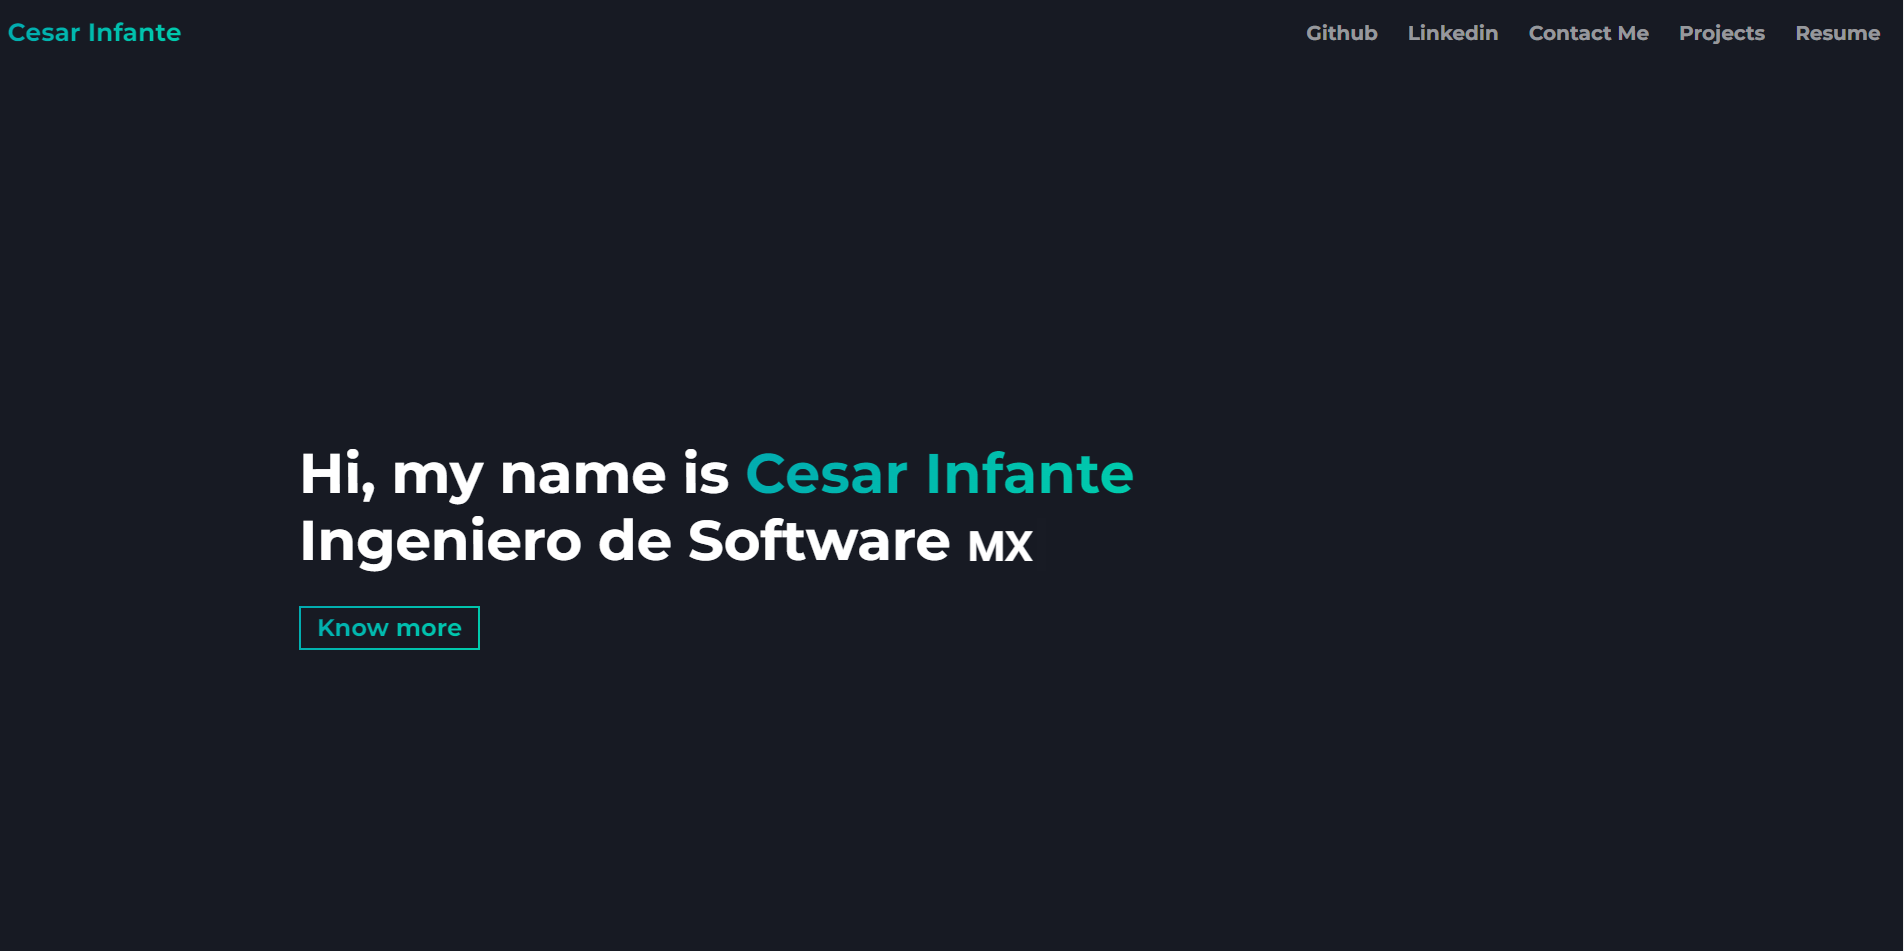 Cesar Infante
Github Linkedin Contact Me Projects Resume
Hi, my name is Cesar Infante
Ingeniero de Software MX
Know more